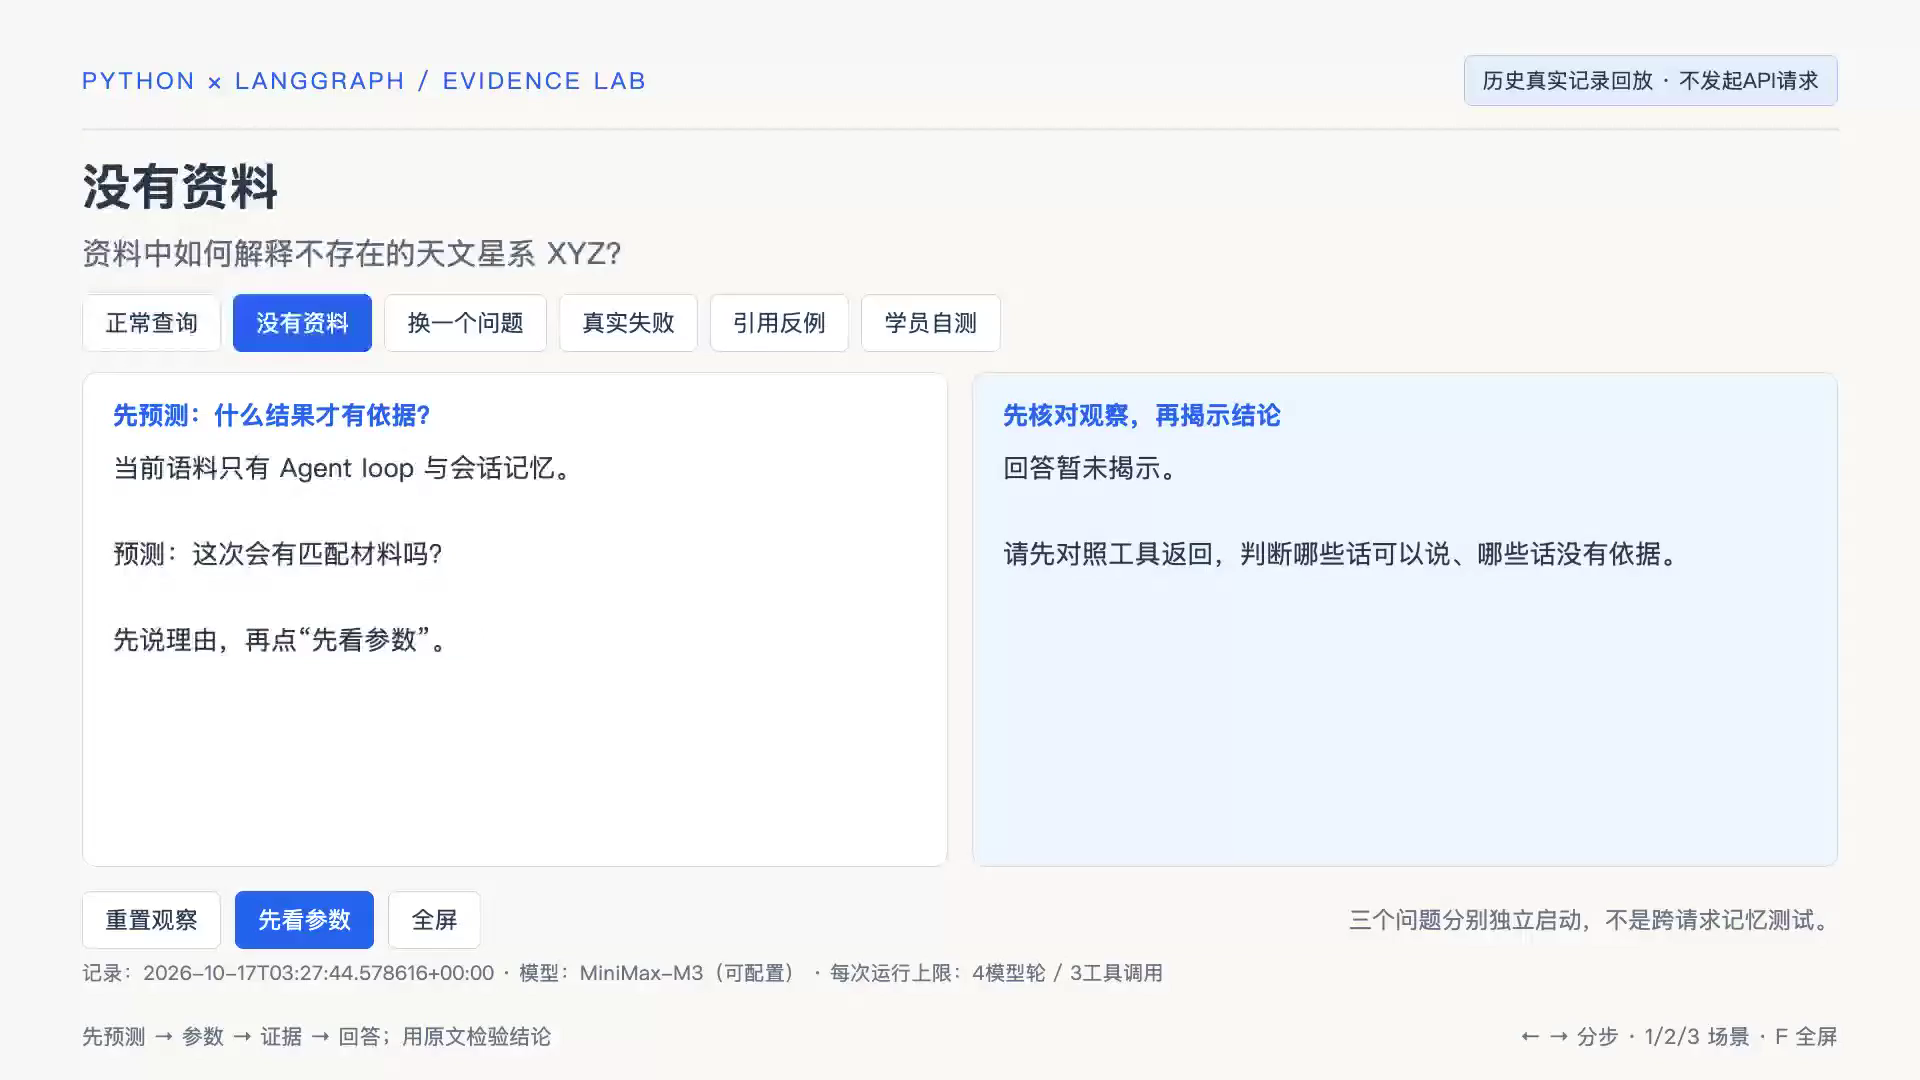 PYTHON × LANGGRAPH / EVIDENCE LAB
历史真实记录回放 · 不发起API请求
没有资料
资料中如何解释不存在的天文星系 XYZ?
正常查询
没有资料
换一个问题
真实失败
引用反例
学员自测
先预测：什么结果才有依据?
当前语料只有 Agent loop 与会话记忆。
预测：这次会有匹配材料吗?
先说理由，再点“先看参数”。
先核对观察，再揭示结论
回答暂未揭示。
请先对照工具返回，判断哪些话可以说、哪些话没有依据。
重置观察
先看参数
全屏
三个问题分别独立启动，不是跨请求记忆测试。
记录：2026-10-17T03:27:44.578616+00:00 · 模型：MiniMax-M3（可配置） · 每次运行上限：4模型轮 / 3工具调用
先预测 → 参数 → 证据 → 回答；用原文检验结论
← → 分步 · 1/2/3 场景 · F 全屏